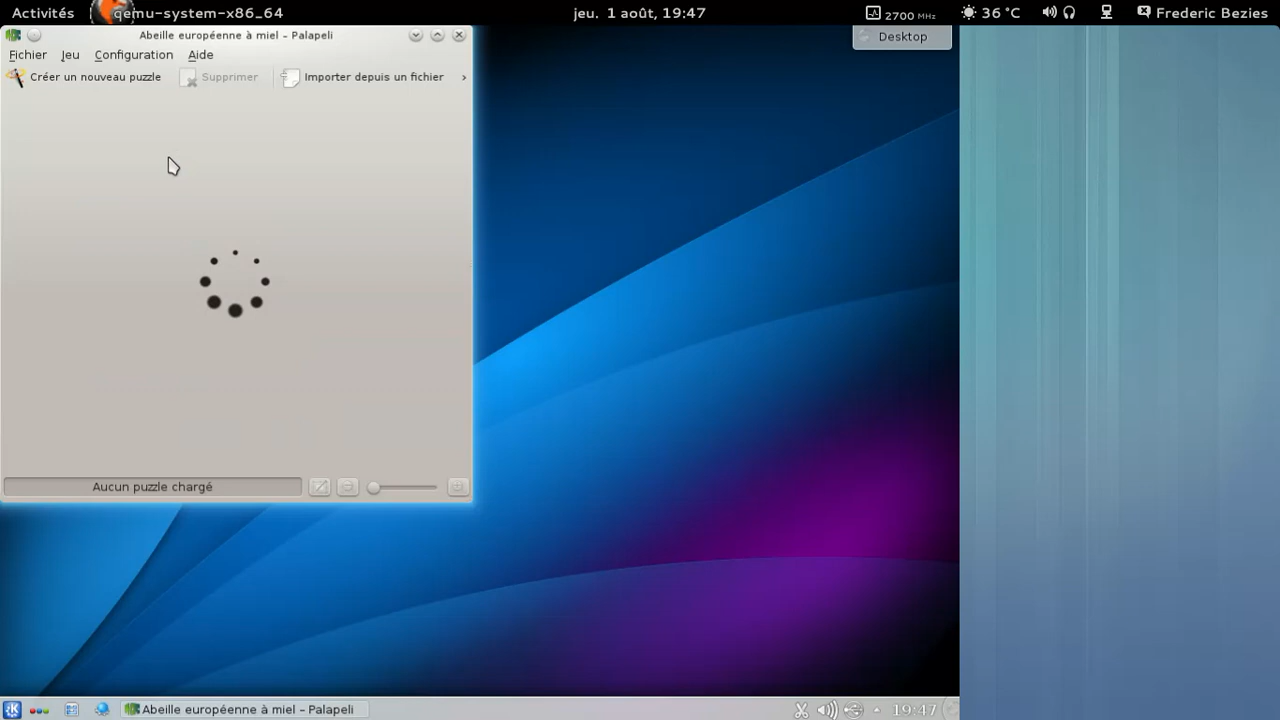 Activités qemu-system-x86_64 jeu. 1 août, 19:47 2700 MHz 36 °C Frederic Bezies
Abeille européenne à miel – Palapeli
Desktop
Fichier Jeu Configuration Aide
Créer un nouveau puzzle Supprimer Importer depuis un fichier
Aucun puzzle chargé
Abeille européenne à miel – Palapeli 19:47